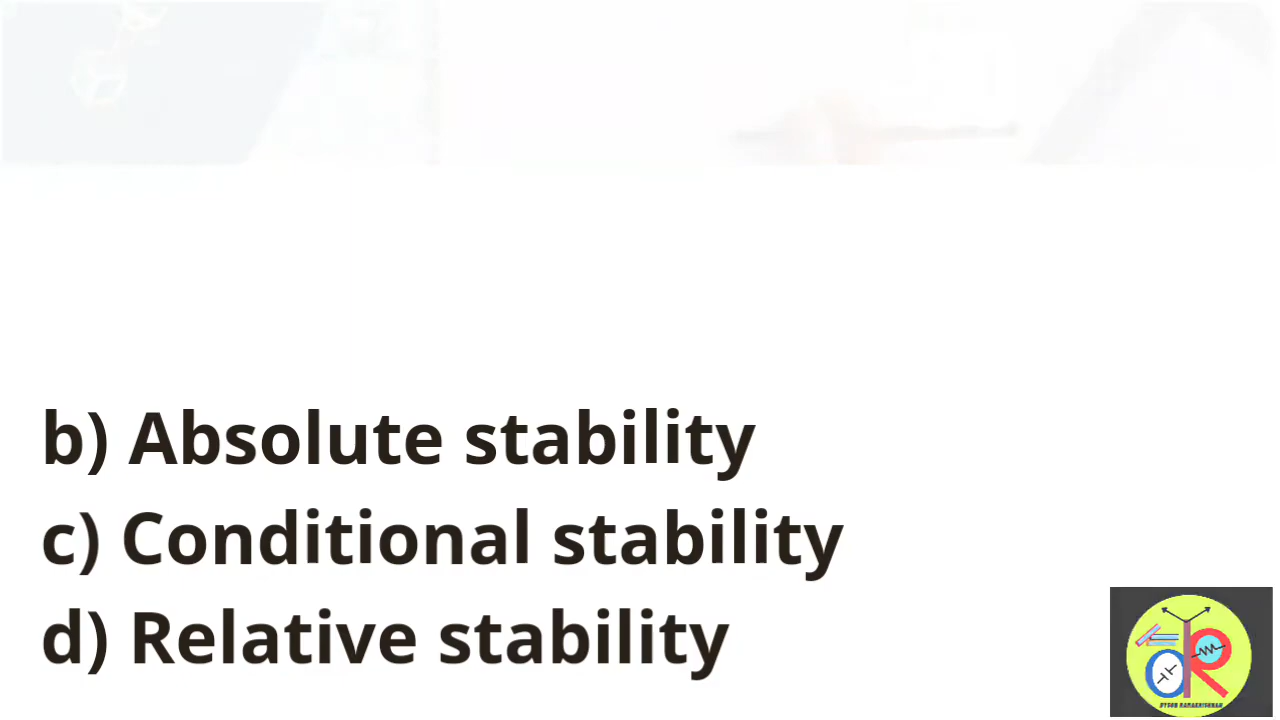 b) Absolute stability
c) Conditional stability
d) Relative stability